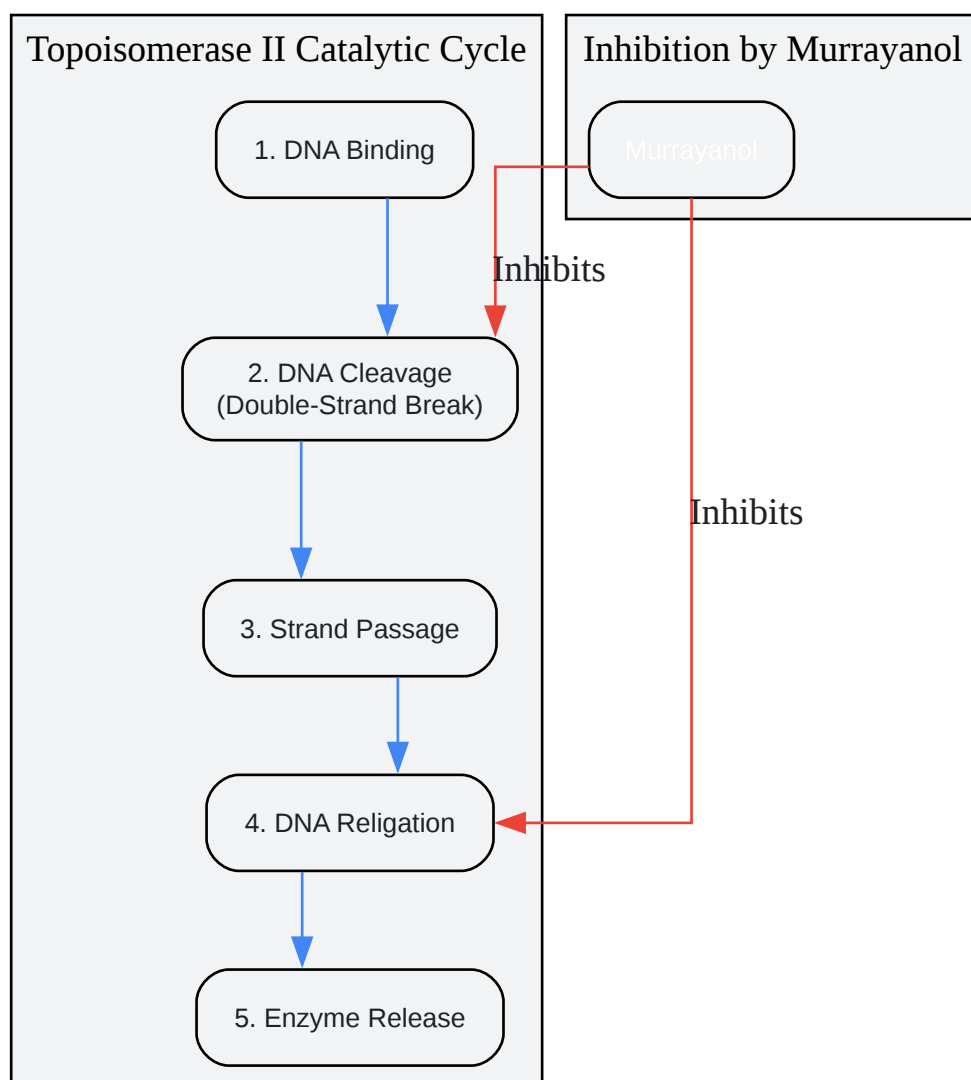 Topoisomerase II Catalytic Cycle
Inhibition by Murrayanol
1. DNA Binding
Murrayanol
Inhibits
2. DNA Cleavage
(Double-Strand Break)
Inhibits
3. Strand Passage
4. DNA Religation
5. Enzyme Release